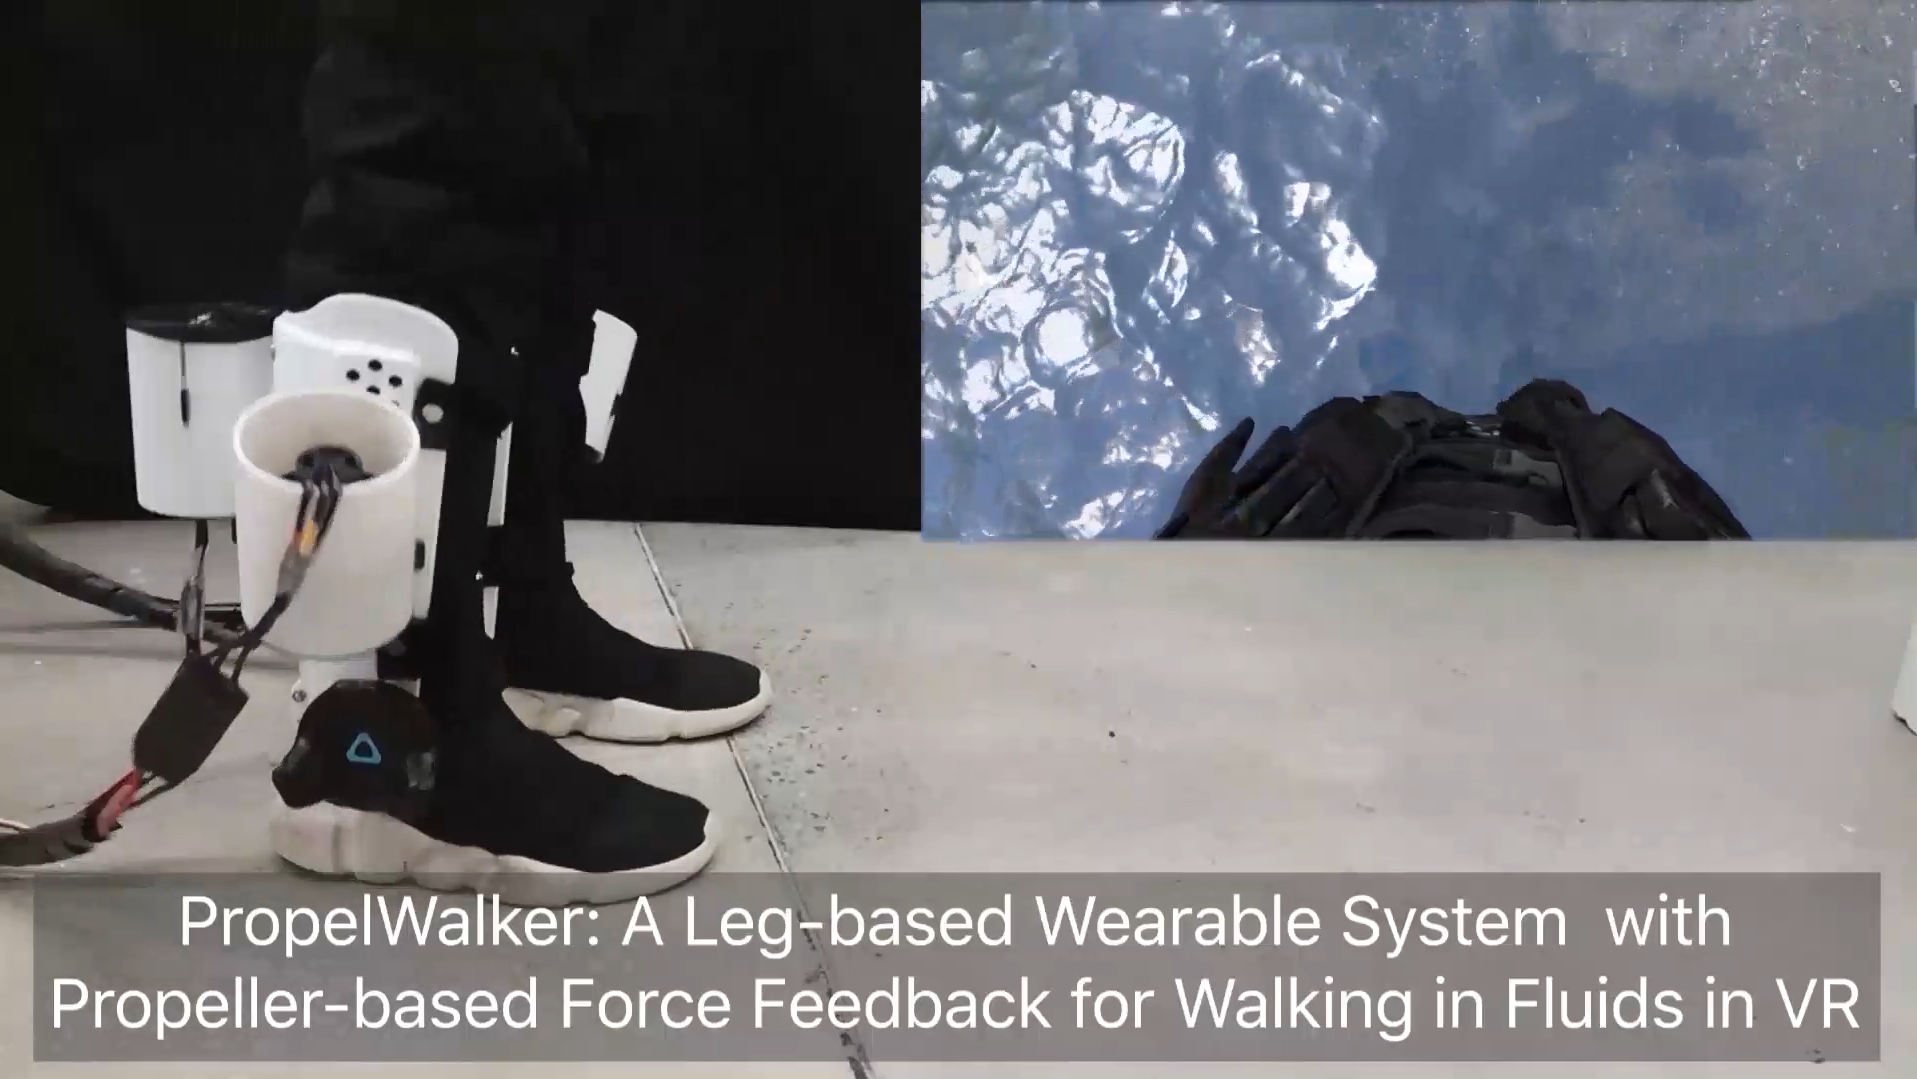 PropelWalker: A Leg-based Wearable System with
Propeller-based Force Feedback for Walking in Fluids in VR